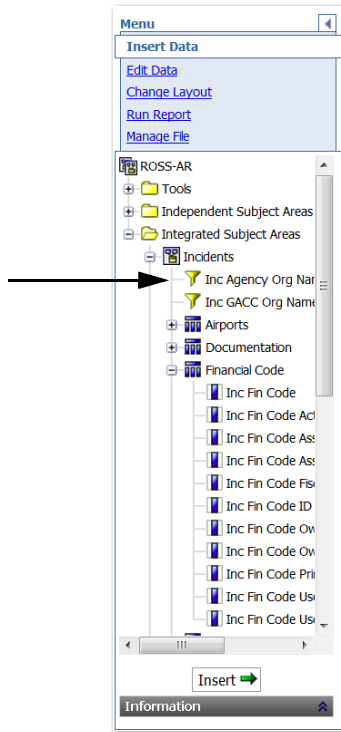 Menu
Insert Data
Edit Data
Change Layout
Run Report
Manage File
ROSS-AR
Tools
Independent Subject Areas
Integrated Subject Areas
Incidents
Inc Agency Org Nar
Inc GACC Org Name
Airports
Documentation
Financial Code
Inc Fin Code
Inc Fin Code Act
Inc Fin Code Ass
Inc Fin Code Ass
Inc Fin Code Fisc
Inc Fin Code ID
Inc Fin Code Ow
Inc Fin Code Ow
Inc Fin Code Pri
Inc Fin Code Use
Inc Fin Code Use
Insert
Information